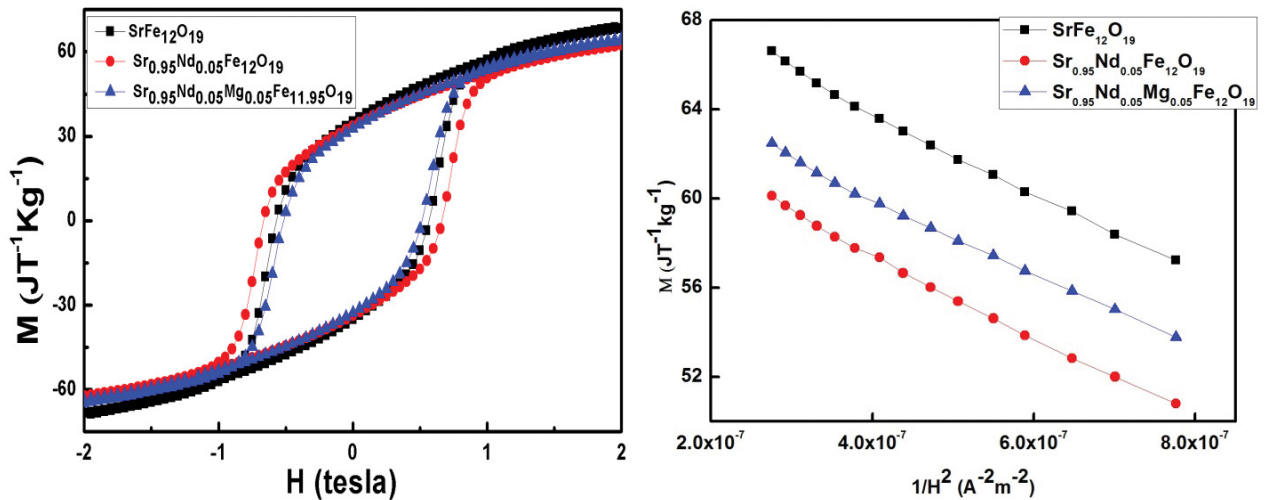 SrFe12O19
Sr0.95Nd0.05Fe12O19
Sr0.95Nd0.05Mg0.05Fe11.95O19
M (JT-1Kg-1)
60
30
0
-30
-60
-2
-1
0
1
2
H (tesla)
SrFe12O19
Sr0.95Nd0.05Fe12O19
Sr0.95Nd0.05Mg0.05Fe12O19
M (JT-1kg-1)
68
64
60
56
52
2.0x10-7
4.0x10-7
6.0x10-7
8.0x10-7
1/H2 (A-2m-2)